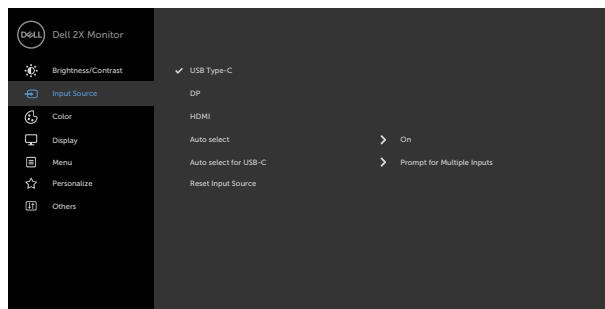 DELL Dell 2X Monitor
Brightness/Contrast
USB Type-C
Input Source
DP
Color
HDMI
Display
Auto select On
Menu
Auto select for USB-C Prompt for Multiple Inputs
Personalize
Reset Input Source
Others